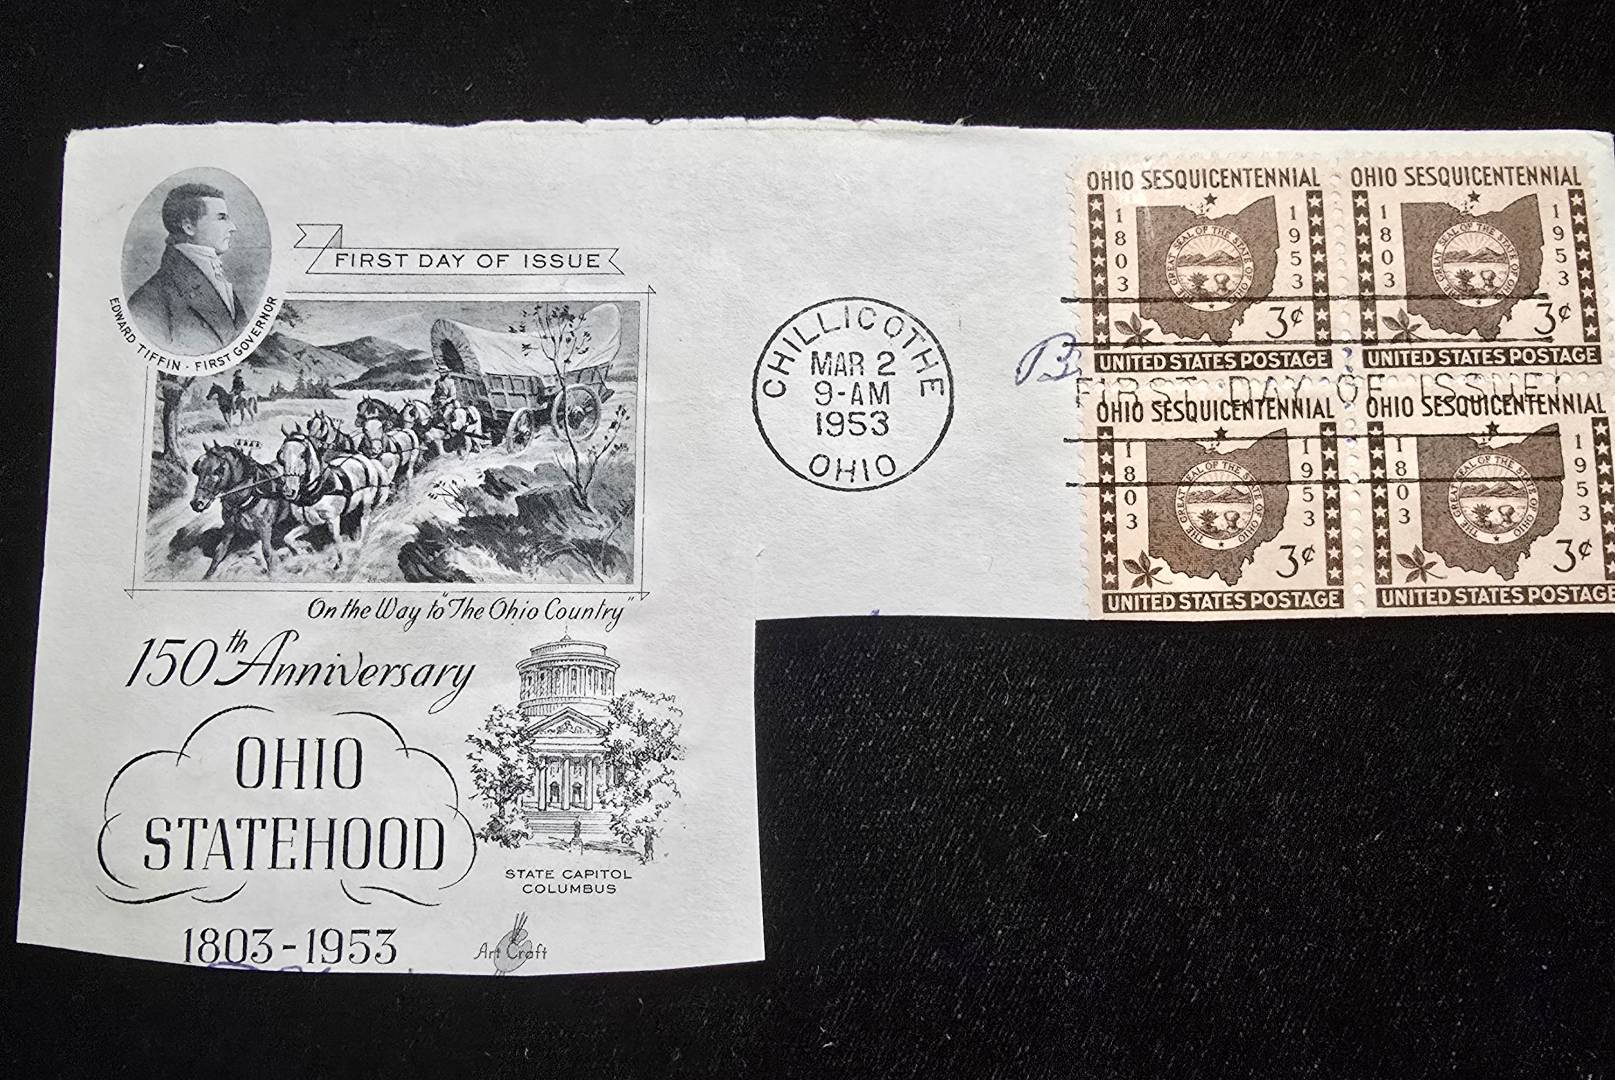 EDWARD TIFFIN - FIRST GOVERNOR
FIRST DAY OF ISSUE
On the Way to "The Ohio Country"
150th Anniversary
OHIO
STATEHOOD
1803-1953
STATE CAPITOL
COLUMBUS
Art Craft
CHILLICOTHE
MAR 2
9-AM
1953
OHIO
FIRST DAY OF ISSUE
OHIO SESQUICENTENNIAL
1803
1953
THE GREAT SEAL OF THE STATE OF OHIO
3¢
UNITED STATES POSTAGE
OHIO SESQUICENTENNIAL
1803
1953
THE GREAT SEAL OF THE STATE OF OHIO
3¢
UNITED STATES POSTAGE
OHIO SESQUICENTENNIAL
1803
1953
THE GREAT SEAL OF THE STATE OF OHIO
3¢
UNITED STATES POSTAGE
OHIO SESQUICENTENNIAL
1803
1953
THE GREAT SEAL OF THE STATE OF OHIO
3¢
UNITED STATES POSTAGE